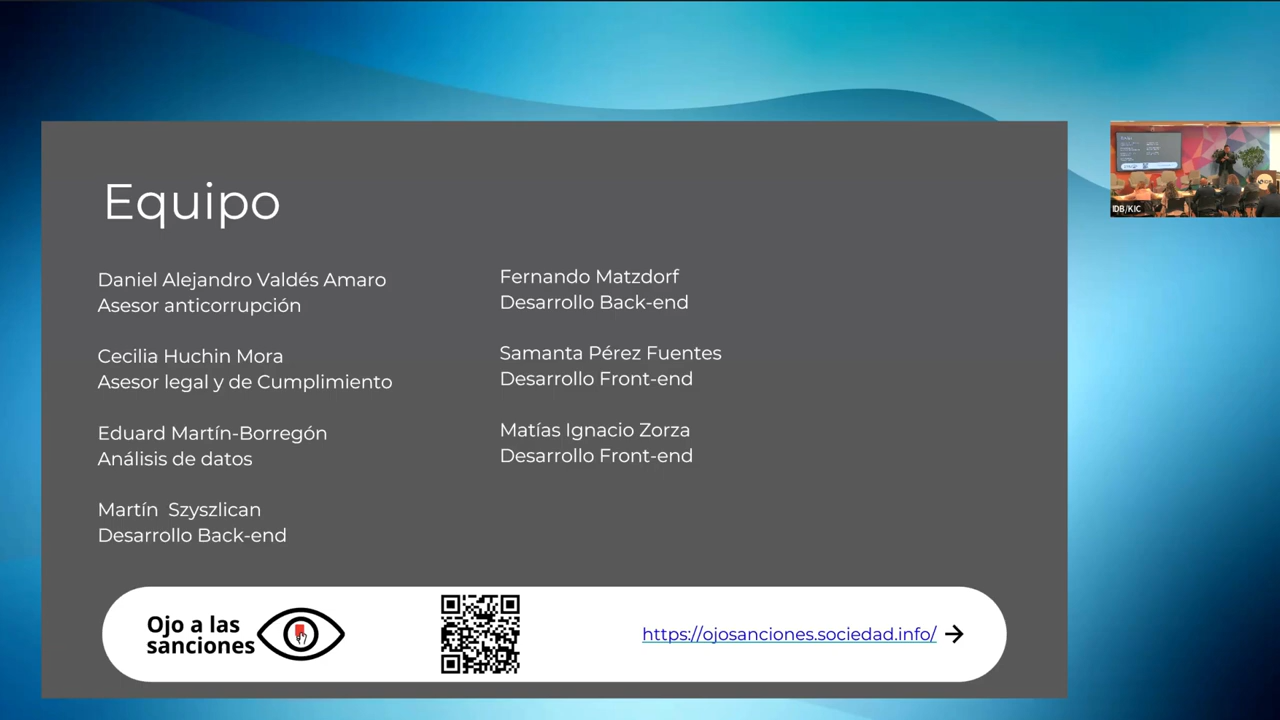 Equipo
Daniel Alejandro Valdés Amaro
Asesor anticorrupción
Cecilia Huchin Mora
Asesor legal y de Cumplimiento
Eduard Martín-Borregón
Análisis de datos
Martín Szyszlican
Desarrollo Back-end
Fernando Matzdorf
Desarrollo Back-end
Samanta Pérez Fuentes
Desarrollo Front-end
Matías Ignacio Zorza
Desarrollo Front-end
Ojo a las
sanciones
https://ojosanciones.sociedad.info/
IDB/KIC